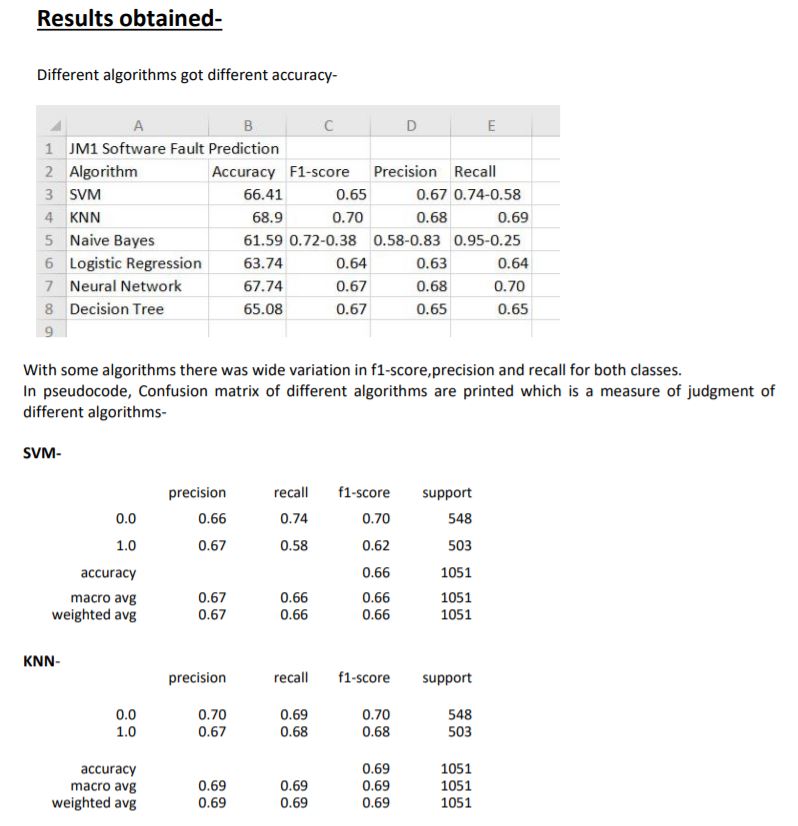 Results obtained-
Different algorithms got different accuracy-
A B C D E
1 JM1 Software Fault Prediction
2 Algorithm Accuracy F1-score Precision Recall
3 SVM 66.41 0.65 0.67 0.74-0.58
4 KNN 68.9 0.70 0.68 0.69
5 Naive Bayes 61.59 0.72-0.38 0.58-0.83 0.95-0.25
6 Logistic Regression 63.74 0.64 0.63 0.64
7 Neural Network 67.74 0.67 0.68 0.70
8 Decision Tree 65.08 0.67 0.65 0.65
9
With some algorithms there was wide variation in f1-score,precision and recall for both classes.
In pseudocode, Confusion matrix of different algorithms are printed which is a measure of judgment of
different algorithms-
SVM-
precision recall f1-score support
0.0 0.66 0.74 0.70 548
1.0 0.67 0.58 0.62 503
accuracy 0.66 1051
macro avg 0.67 0.66 0.66 1051
weighted avg 0.67 0.66 0.66 1051
KNN-
precision recall f1-score support
0.0 0.70 0.69 0.70 548
1.0 0.67 0.68 0.68 503
accuracy 0.69 1051
macro avg 0.69 0.69 0.69 1051
weighted avg 0.69 0.69 0.69 1051